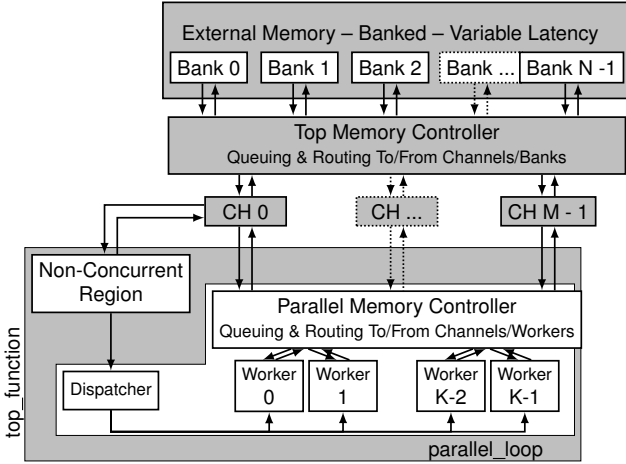 External Memory – Banked – Variable Latency
Bank 0 Bank 1 Bank 2 Bank ... Bank N -1
Top Memory Controller
Queuing & Routing To/From Channels/Banks
CH 0 CH ... CH M - 1
Non-Concurrent
Region
Parallel Memory Controller
Queuing & Routing To/From Channels/Workers
top_function
Dispatcher
Worker
0
Worker
1
Worker
K-2
Worker
K-1
parallel_loop